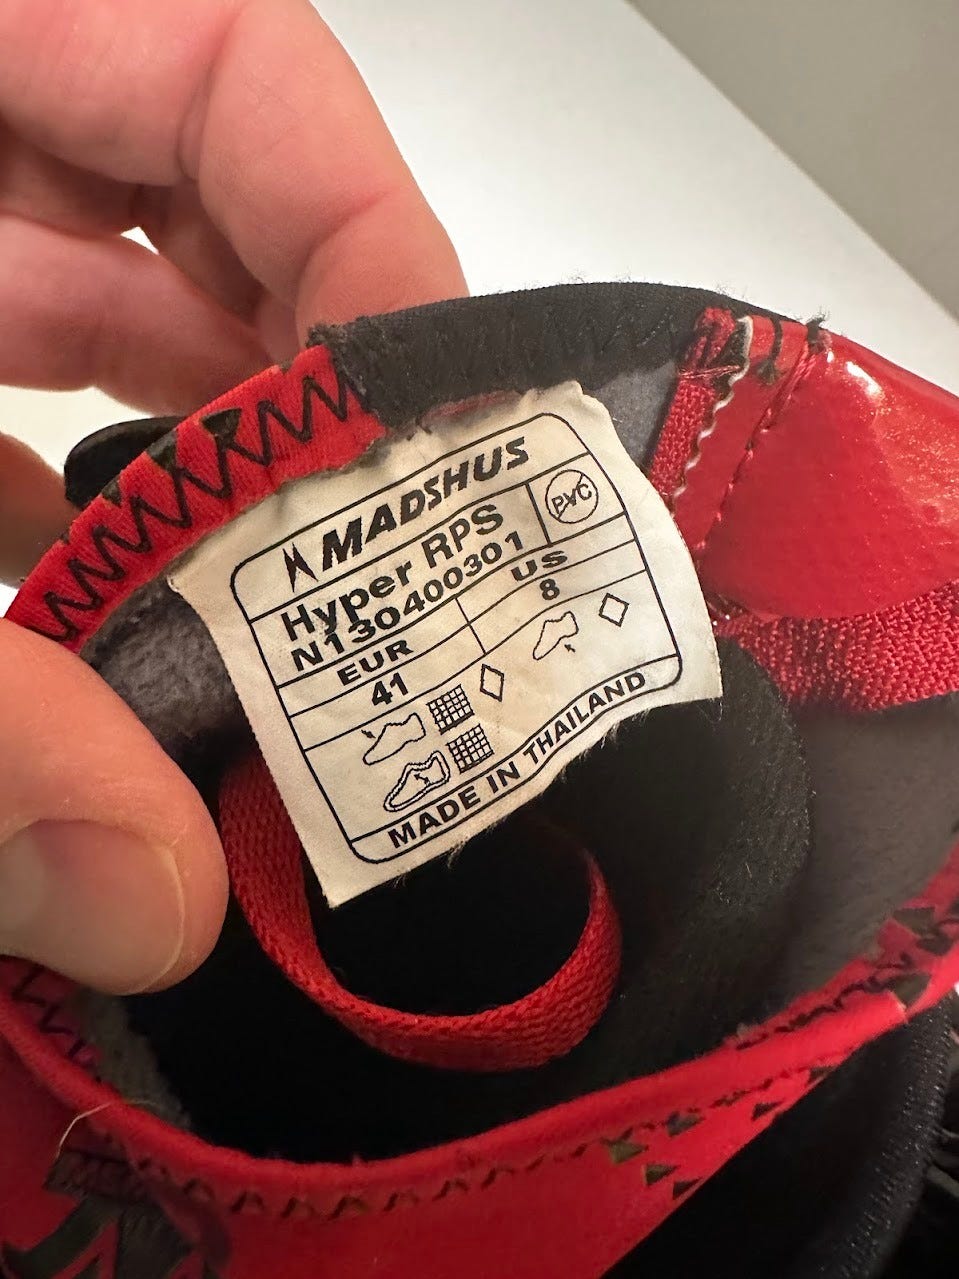 MADSHUS
Hyper RPS
N130400301
PVC
EUR US
41 8
MADE IN THAILAND